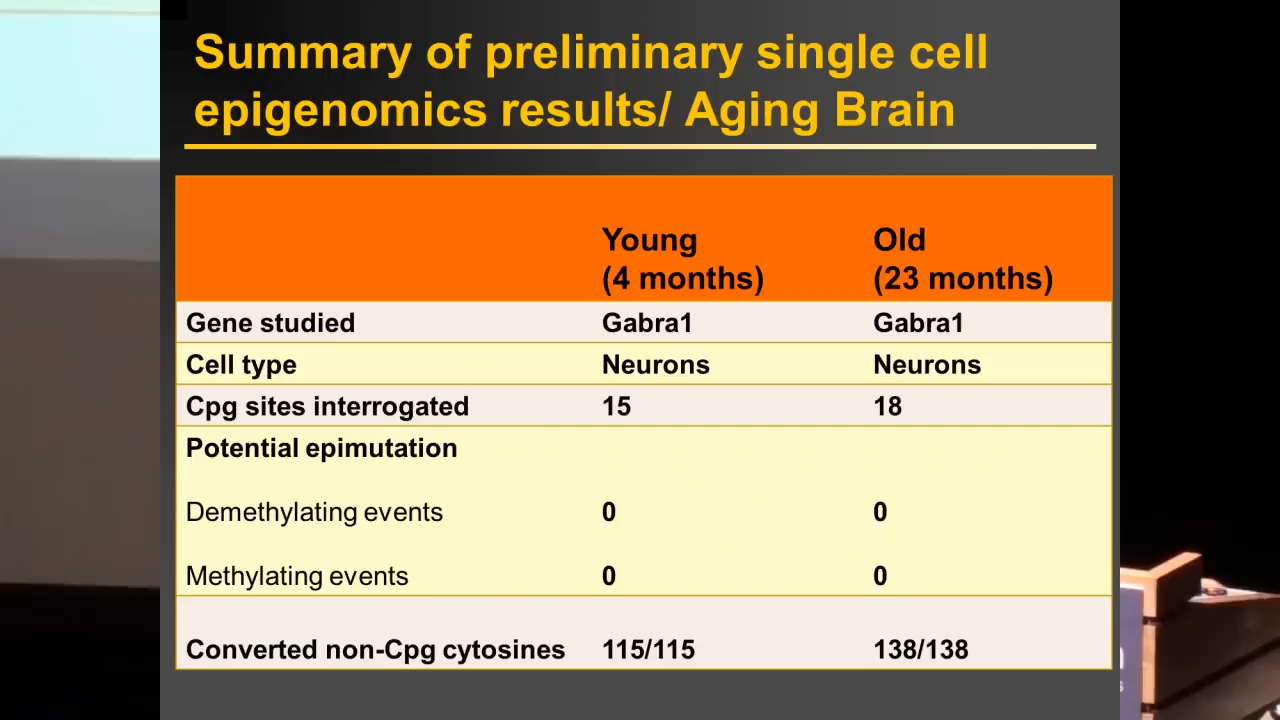 Summary of preliminary single cell
epigenomics results/ Aging Brain
Young
(4 months)
Old
(23 months)
Gene studied Gabra1 Gabra1
Cell type Neurons Neurons
Cpg sites interrogated 15 18
Potential epimutation
Demethylating events 0 0
Methylating events 0 0
Converted non-Cpg cytosines 115/115 138/138